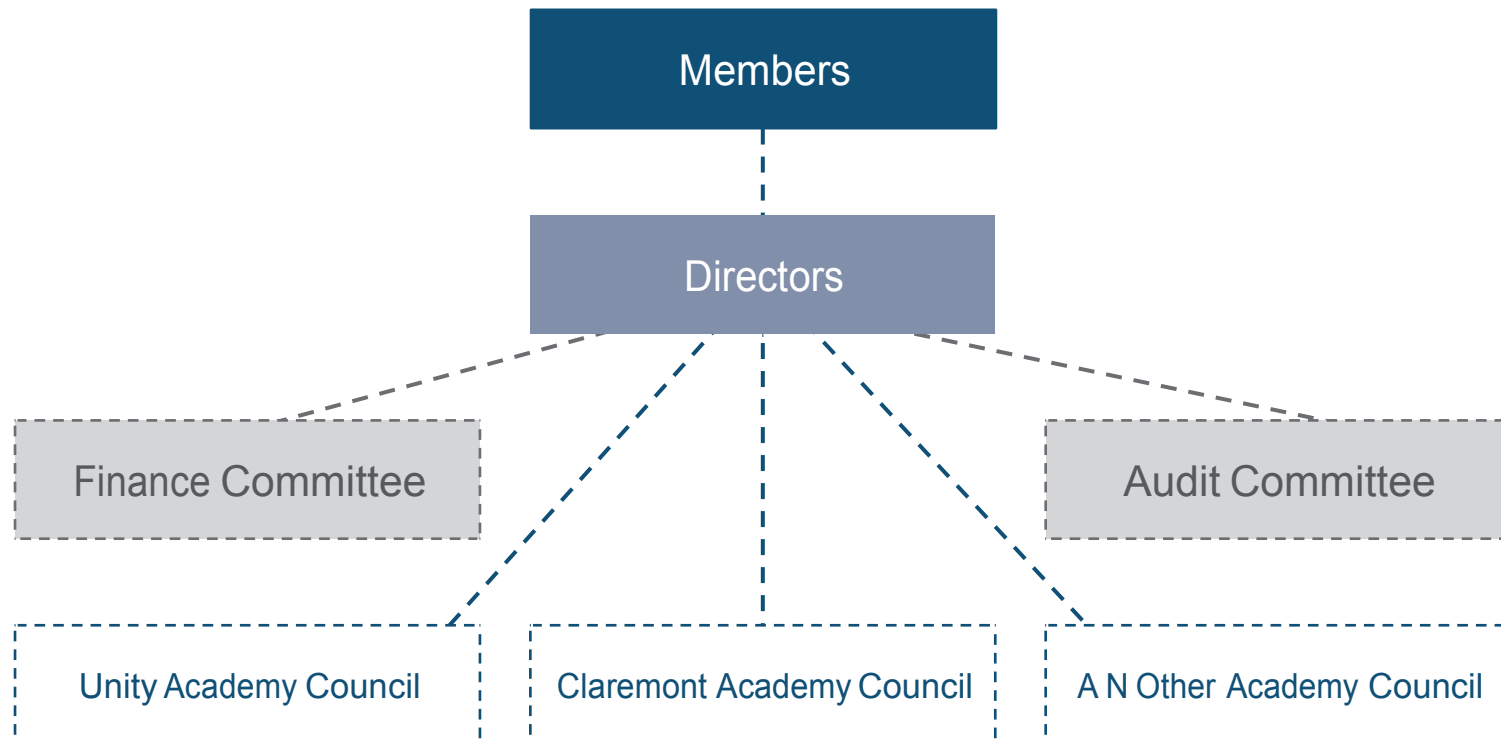 Members
Directors
Finance Committee
Audit Committee
Unity Academy Council
Claremont Academy Council
A N Other Academy Council